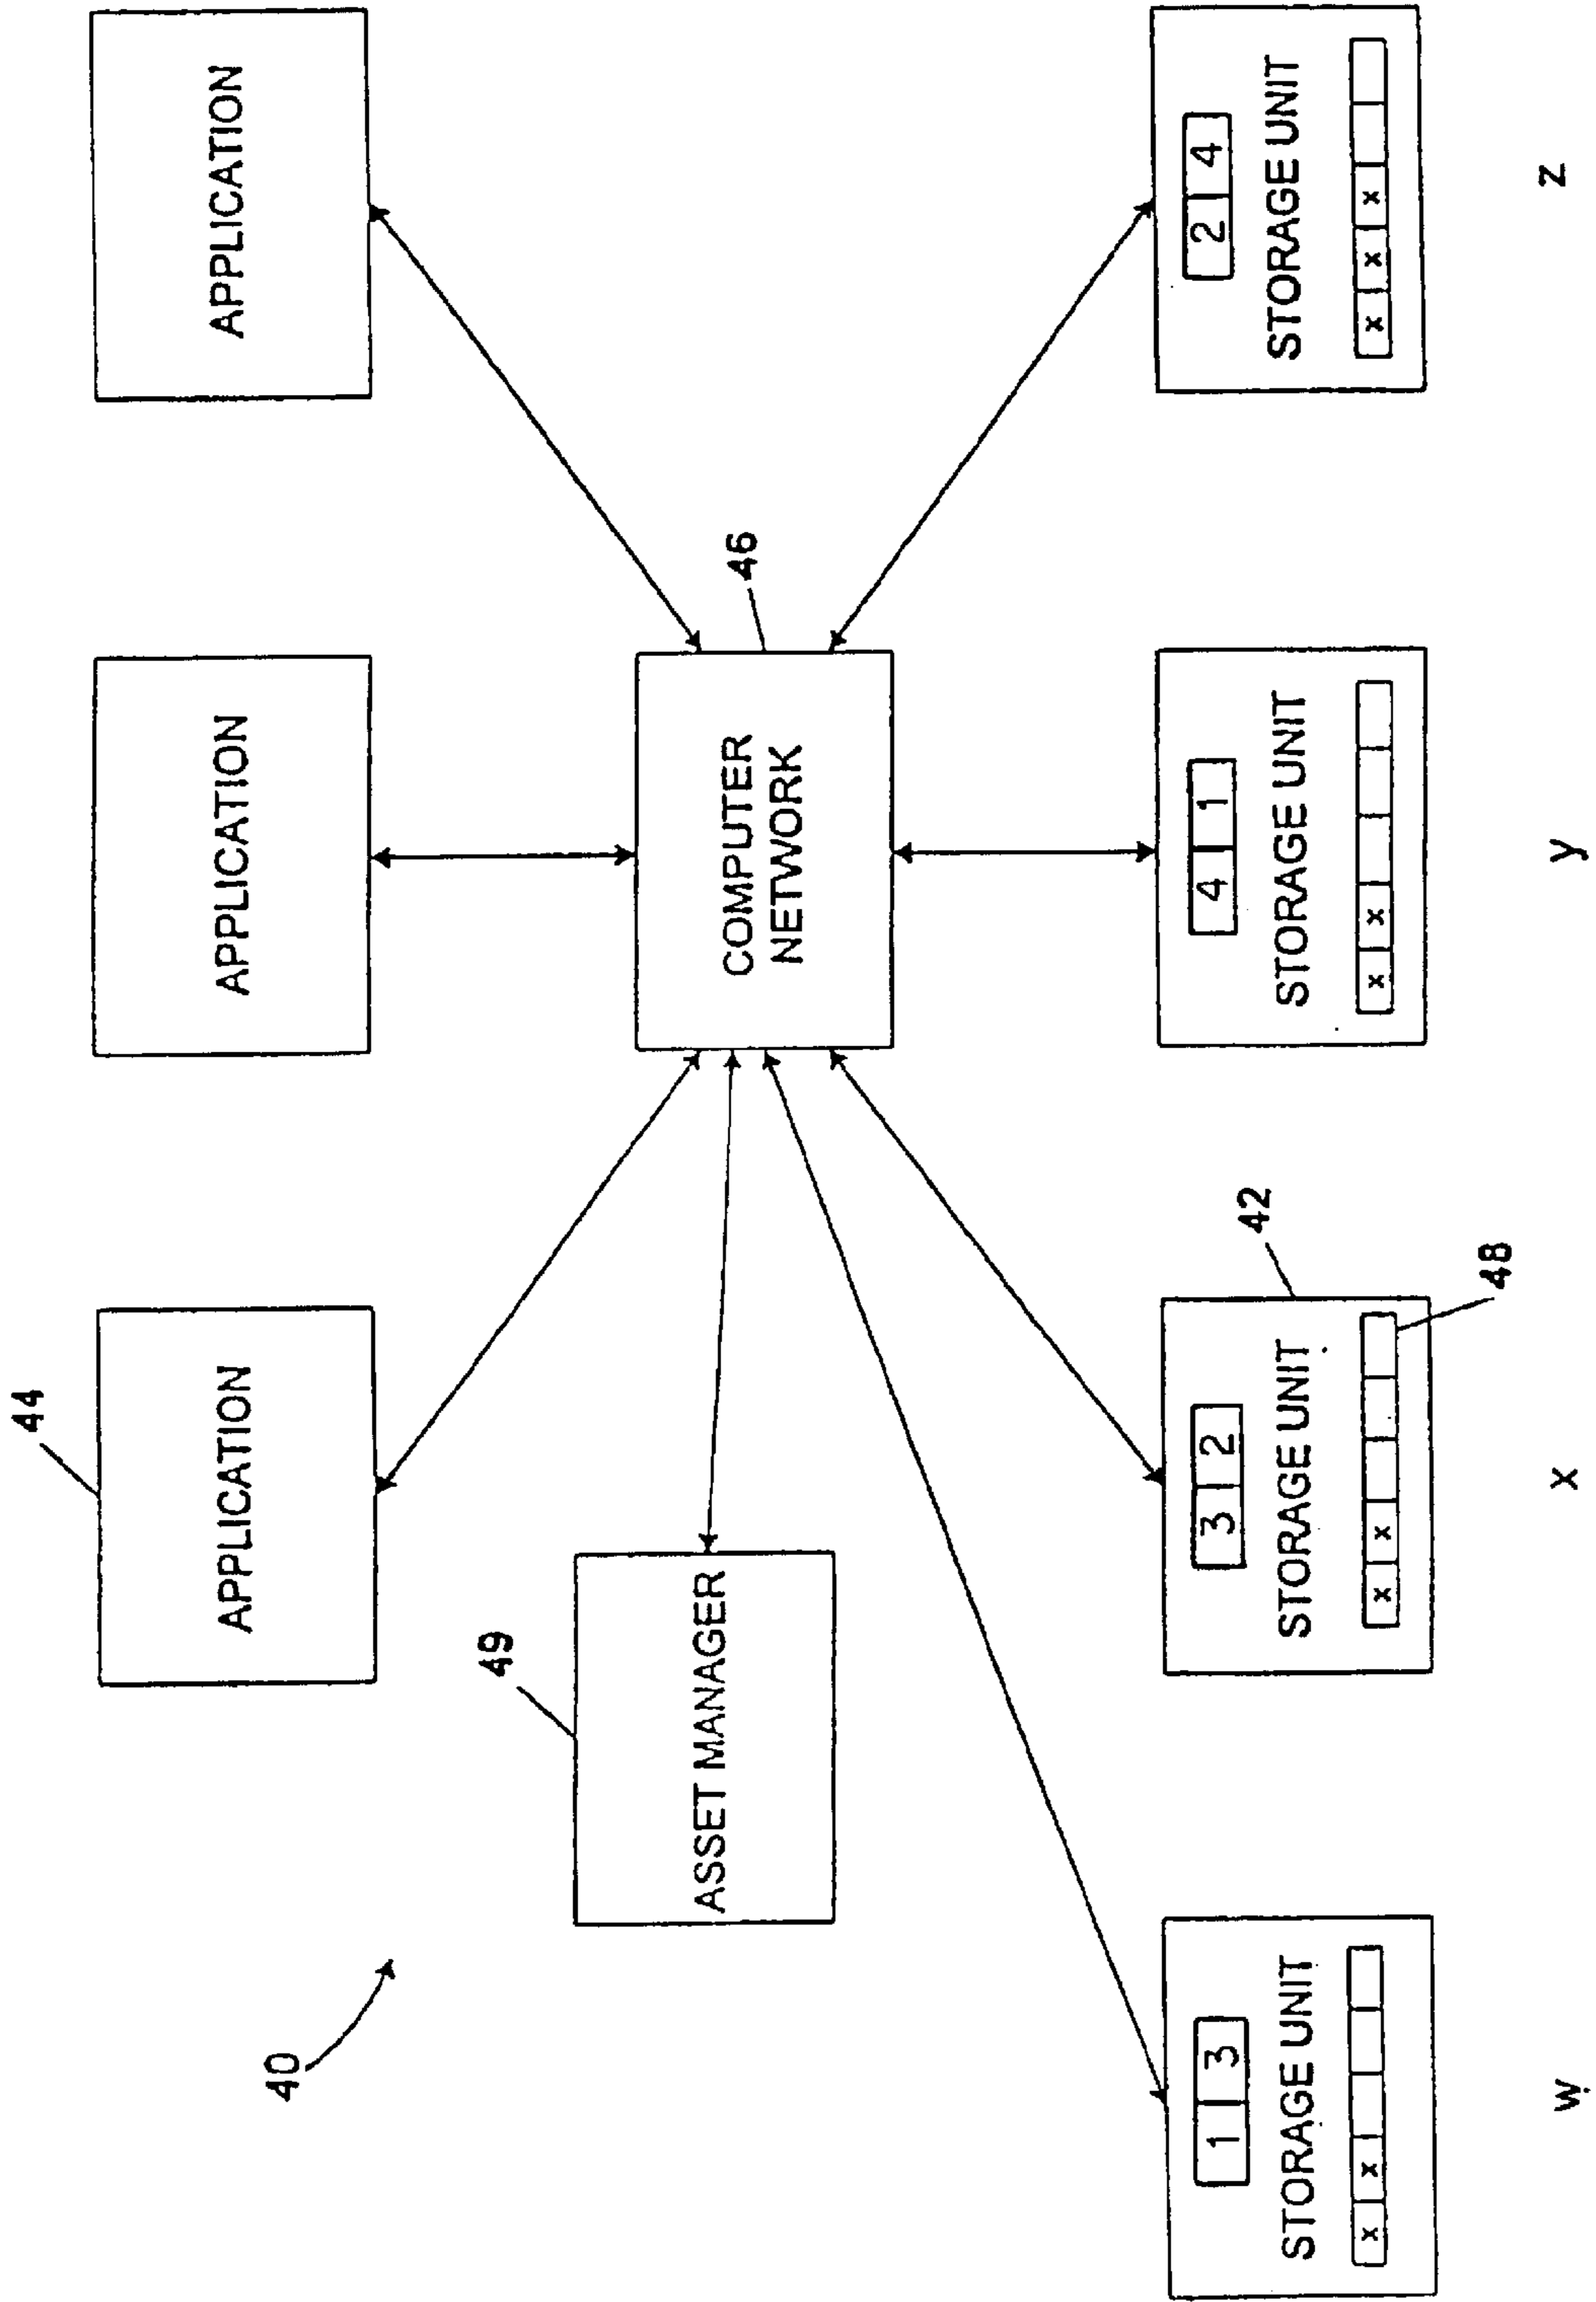 44
APPLICATION
APPLICATION
APPLICATION
40
49
ASSET MANAGER
46
COMPUTER
NETWORK
1 3
STORAGE UNIT
x x
3 2
STORAGE UNIT
x x
42
48
4 1
STORAGE UNIT
x x
2 4
STORAGE UNIT
x x x
w
x
y
z